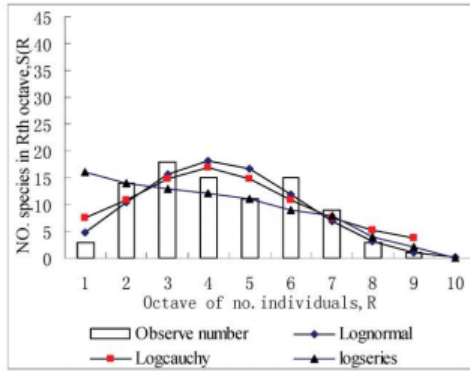 NO. species in Rth octave,S(R
45
40
35
30
25
20
15
10
5
0
1 2 3 4 5 6 7 8 9 10
Octave of no.individuals,R
Observe number Lognormal
Logcauchy logseries